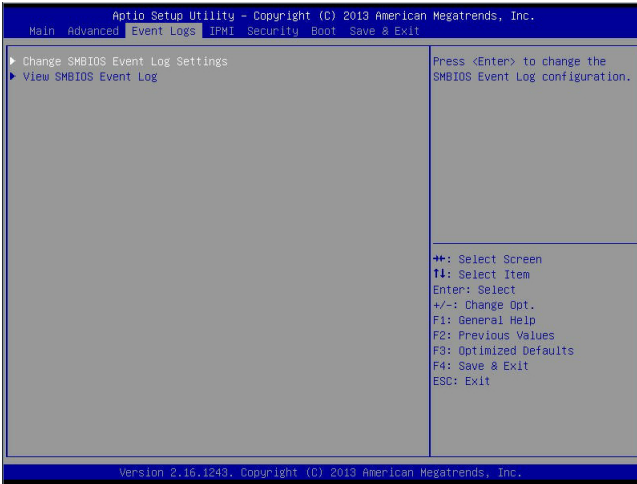 Aptio Setup Utility – Copyright (C) 2013 American Megatrends, Inc.
Main Advanced Event Logs IPMI Security Boot Save & Exit
▶ Change SMBIOS Event Log Settings
▶ View SMBIOS Event Log
Press <Enter> to change the
SMBIOS Event Log configuration.
→←: Select Screen
↑↓: Select Item
Enter: Select
+/-: Change Opt.
F1: General Help
F2: Previous Values
F3: Optimized Defaults
F4: Save & Exit
ESC: Exit
Version 2.16.1243. Copyright (C) 2013 American Megatrends, Inc.